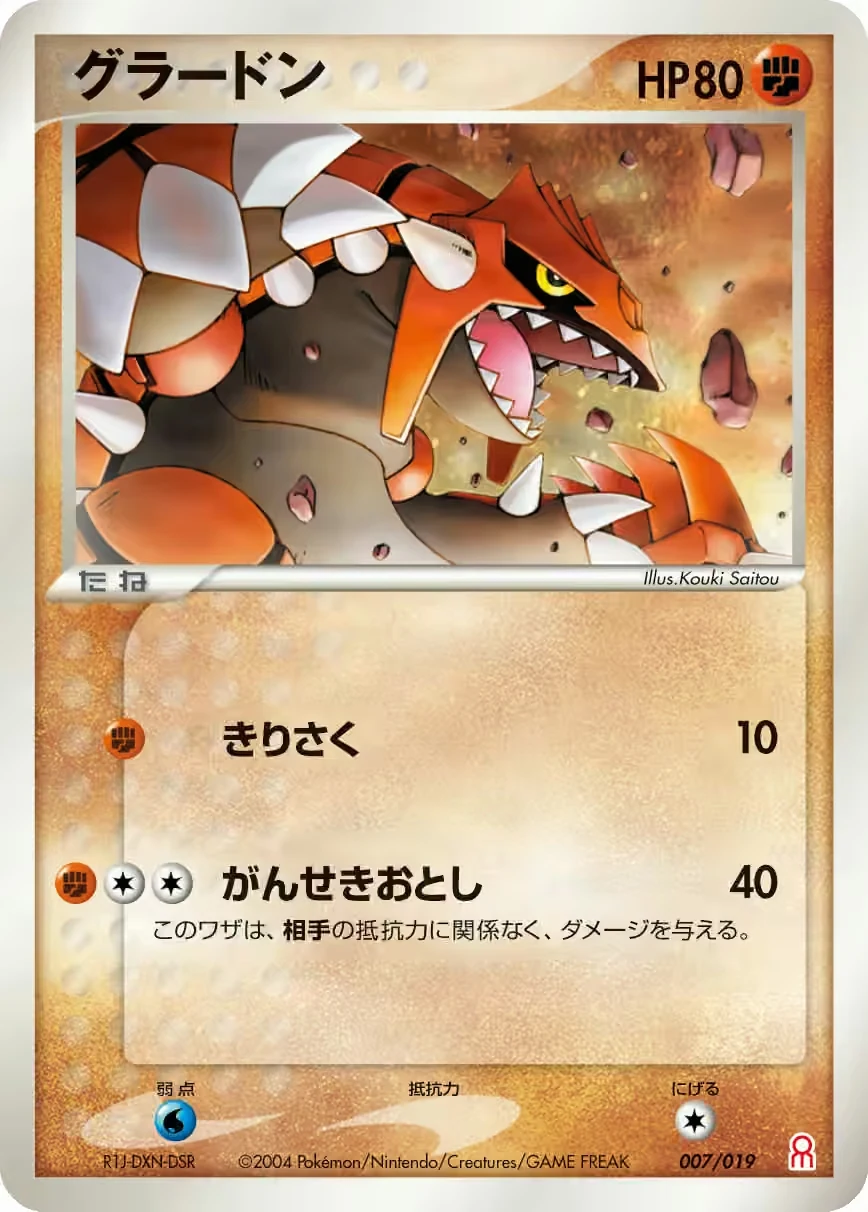 グラードン
HP80
たね
Illus.Kouki Saitou
きりさく 10
がんせきおとし 40
このワザは、相手の抵抗力に関係なく、ダメージを与える。
弱点 抵抗力 にげる
R1J-DXN-DSR ©2004 Pokémon/Nintendo/Creatures/GAME FREAK 007/019